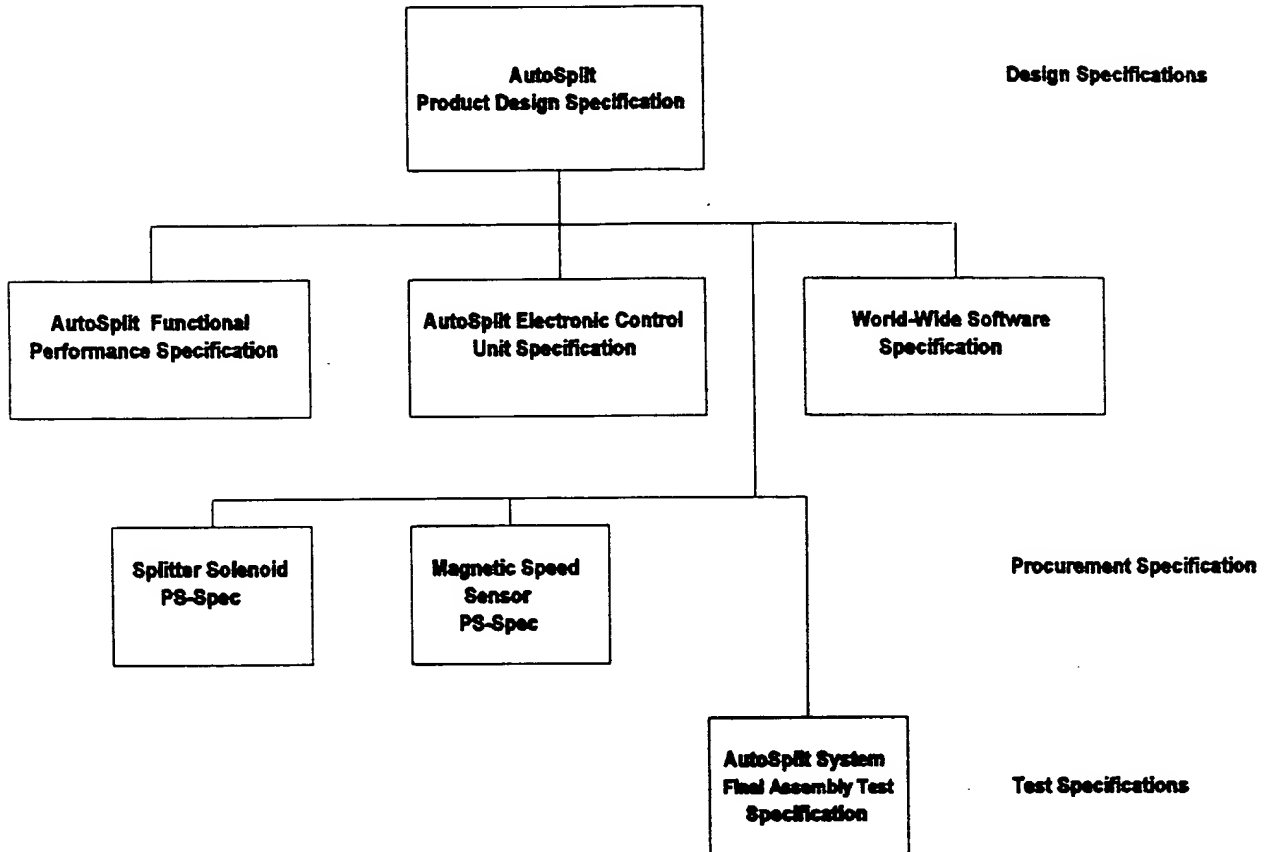 AutoSplit
Product Design Specification
Design Specifications
AutoSplit Functional
Performance Specification
AutoSplit Electronic Control
Unit Specification
World-Wide Software
Specification
Splitter Solenoid
PS-Spec
Magnetic Speed
Sensor
PS-Spec
Procurement Specification
AutoSplit System
Final Assembly Test
Specification
Test Specifications